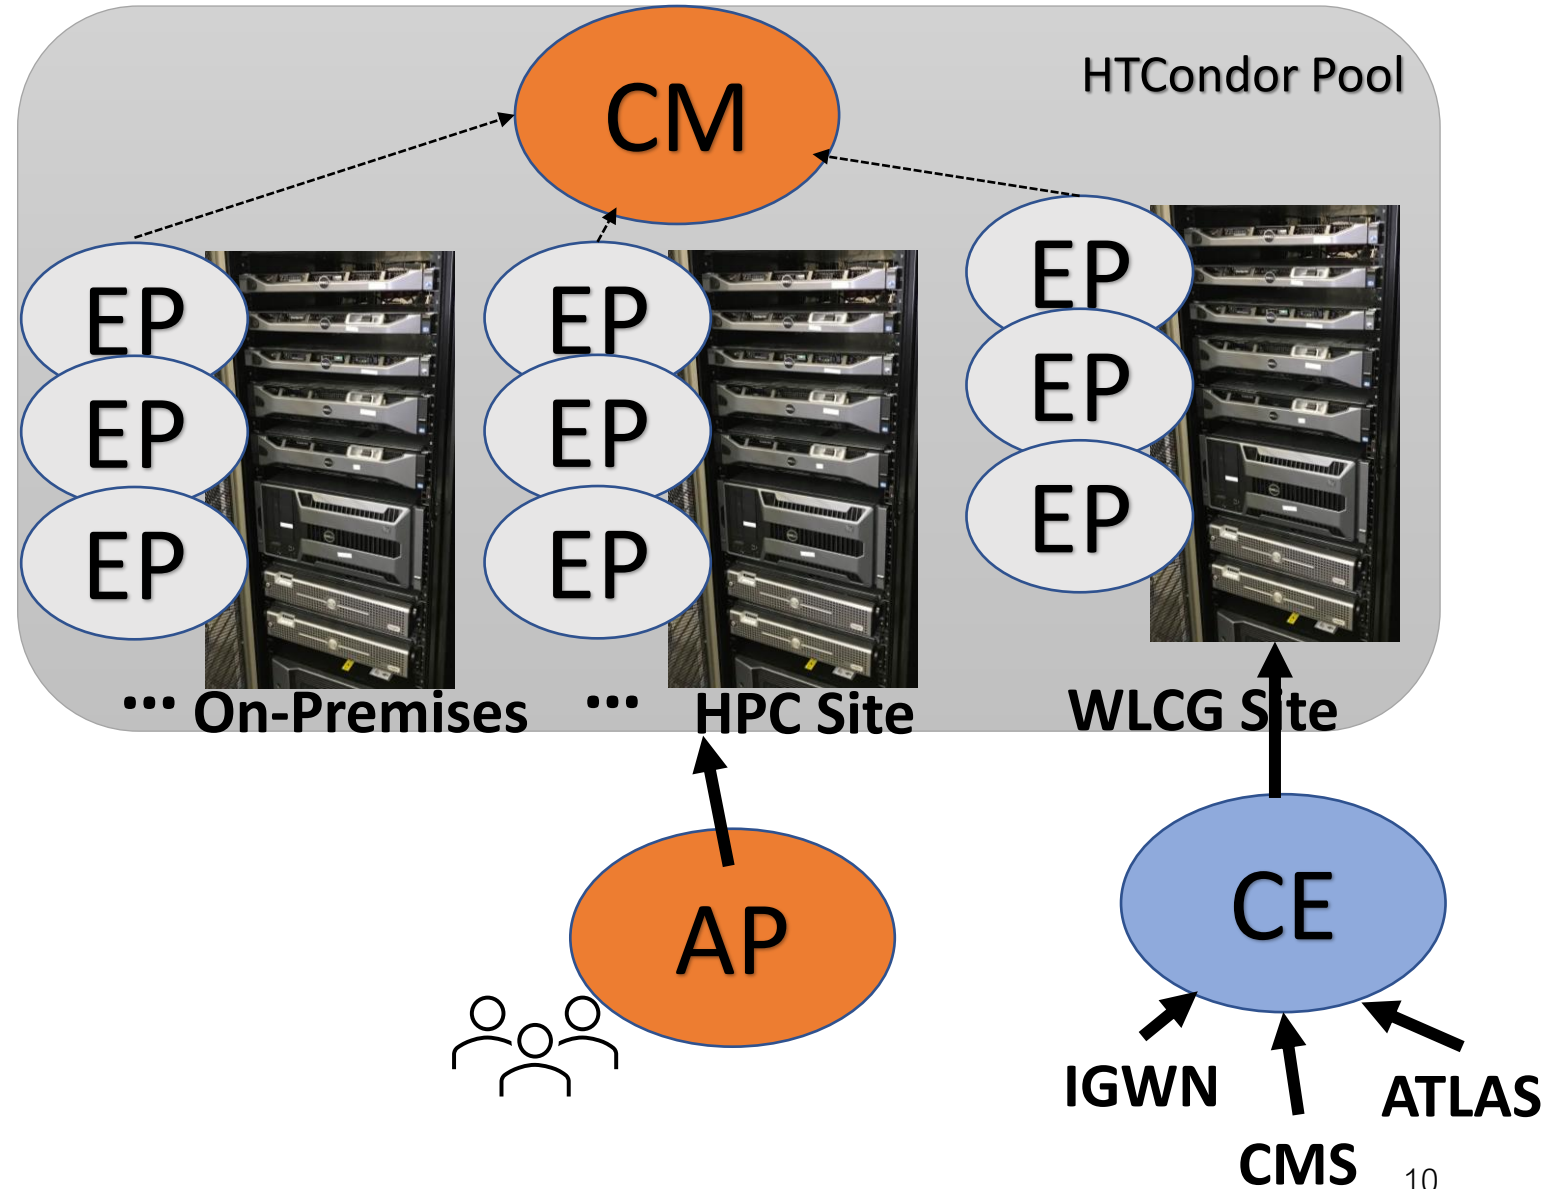 CM
HTCondor Pool
EP
EP
EP
EP
EP
EP
EP
EP
EP
... On-Premises
... HPC Site
WLCG Site
AP
CE
IGWN
CMS
ATLAS
10